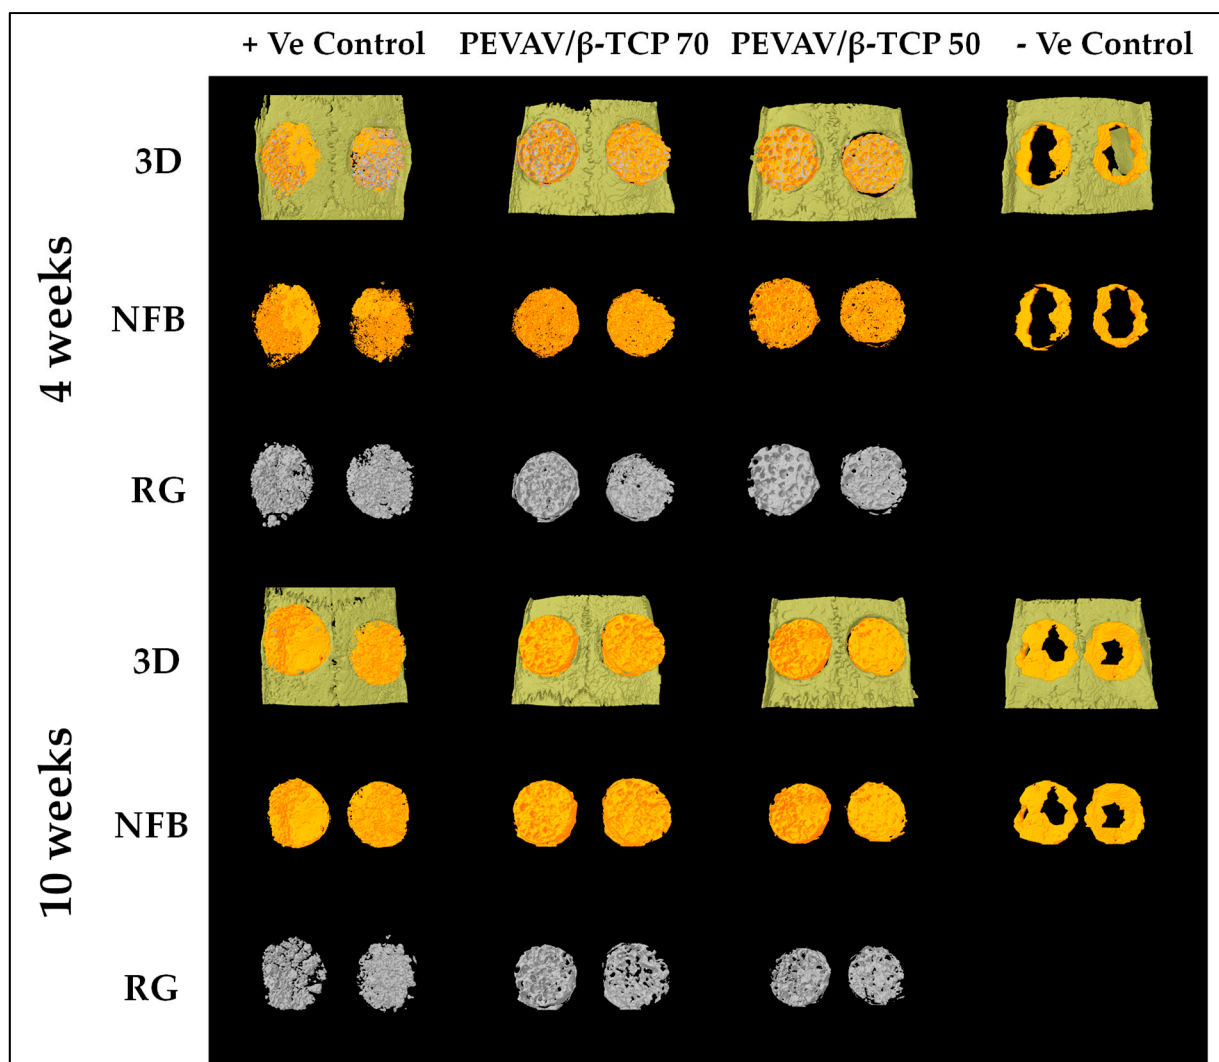 + Ve Control PEVAV/β-TCP 70 PEVAV/β-TCP 50 - Ve Control
4 weeks
3D
NFB
RG
10 weeks
3D
NFB
RG